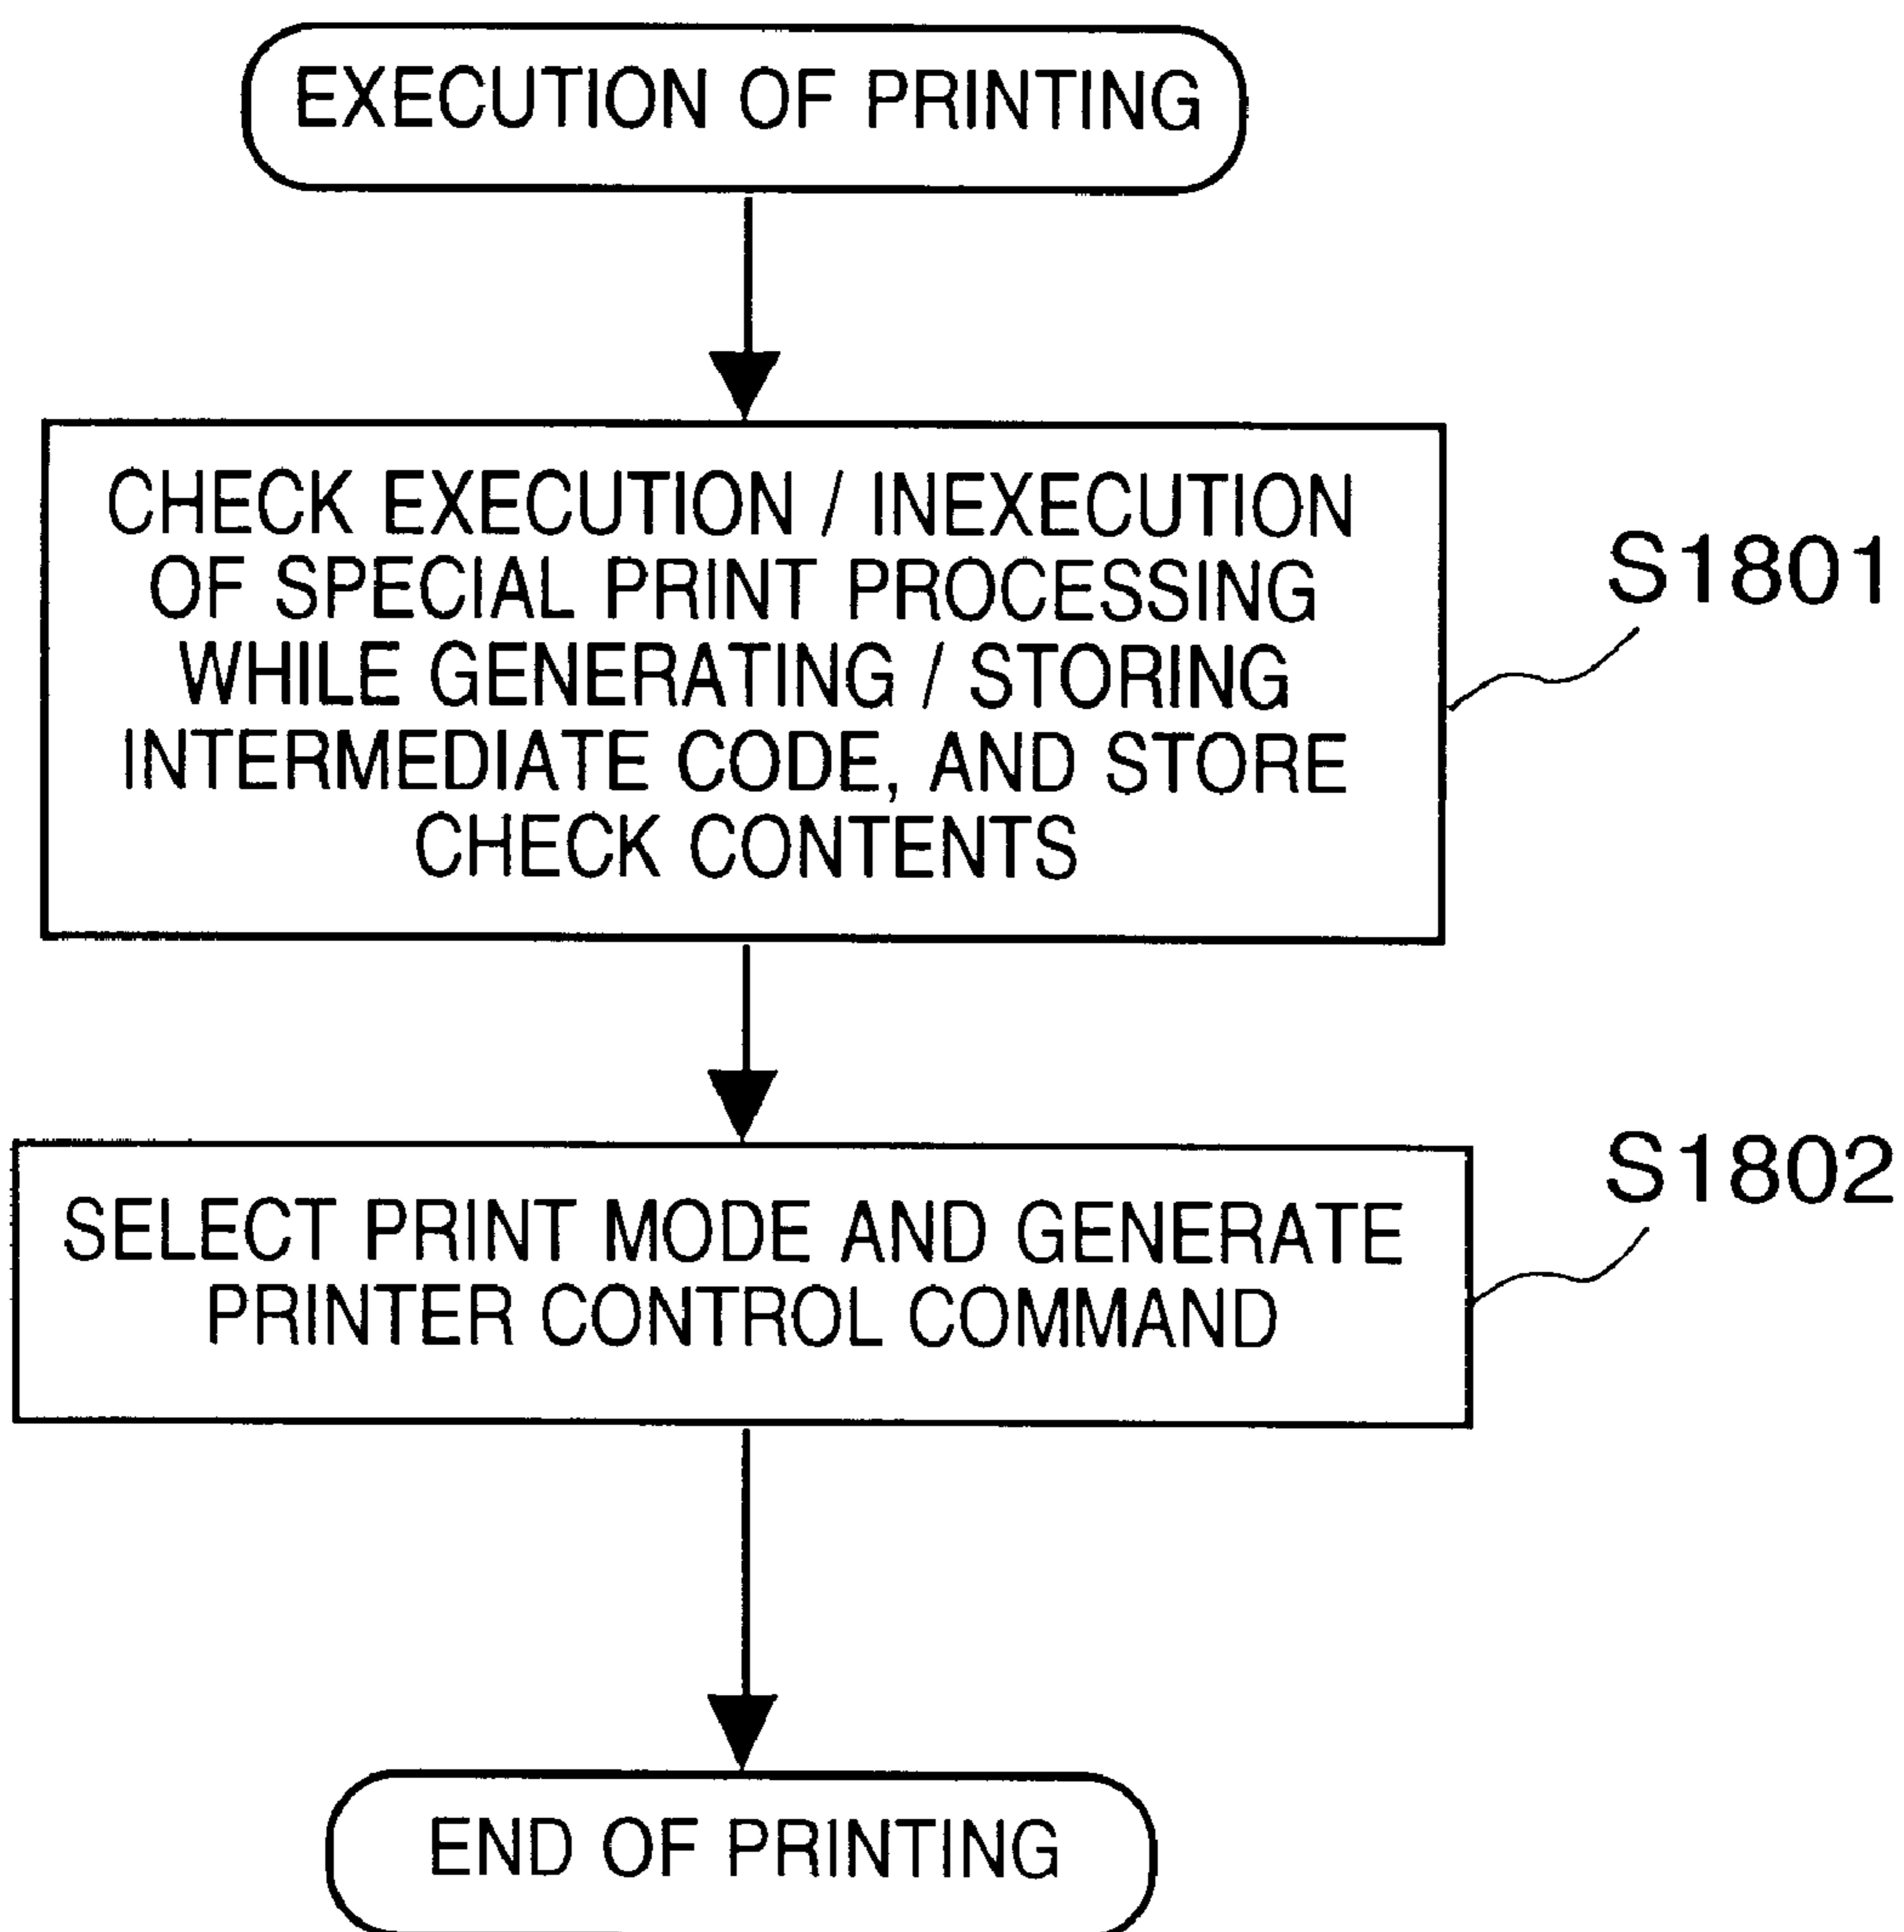 EXECUTION OF PRINTING
CHECK EXECUTION / INEXECUTION
OF SPECIAL PRINT PROCESSING
WHILE GENERATING / STORING
INTERMEDIATE CODE, AND STORE
CHECK CONTENTS
S1801
SELECT PRINT MODE AND GENERATE
PRINTER CONTROL COMMAND
S1802
END OF PRINTING